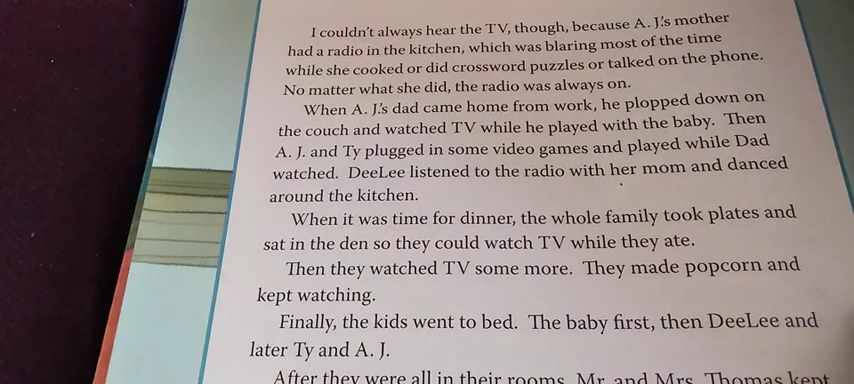 I couldn't always hear the TV, though, because A. J.'s mother
had a radio in the kitchen, which was blaring most of the time
while she cooked or did crossword puzzles or talked on the phone.
No matter what she did, the radio was always on.
When A. J.'s dad came home from work, he plopped down on
the couch and watched TV while he played with the baby. Then
A. J. and Ty plugged in some video games and played while Dad
watched. DeeLee listened to the radio with her mom and danced
around the kitchen.
When it was time for dinner, the whole family took plates and
sat in the den so they could watch TV while they ate.
Then they watched TV some more. They made popcorn and
kept watching.
Finally, the kids went to bed. The baby first, then DeeLee and
later Ty and A. J.
After they were all in their rooms, Mr. and Mrs. Thomas kept